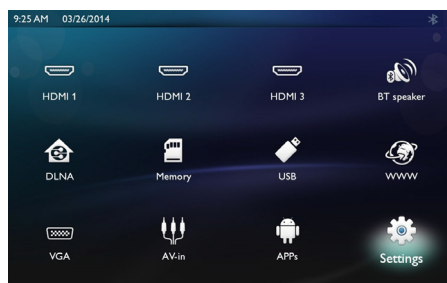 9:25 AM 03/26/2014
HDMI 1 HDMI 2 HDMI 3 BT speaker
DLNA Memory USB WWW
VGA AV-in APPs Settings